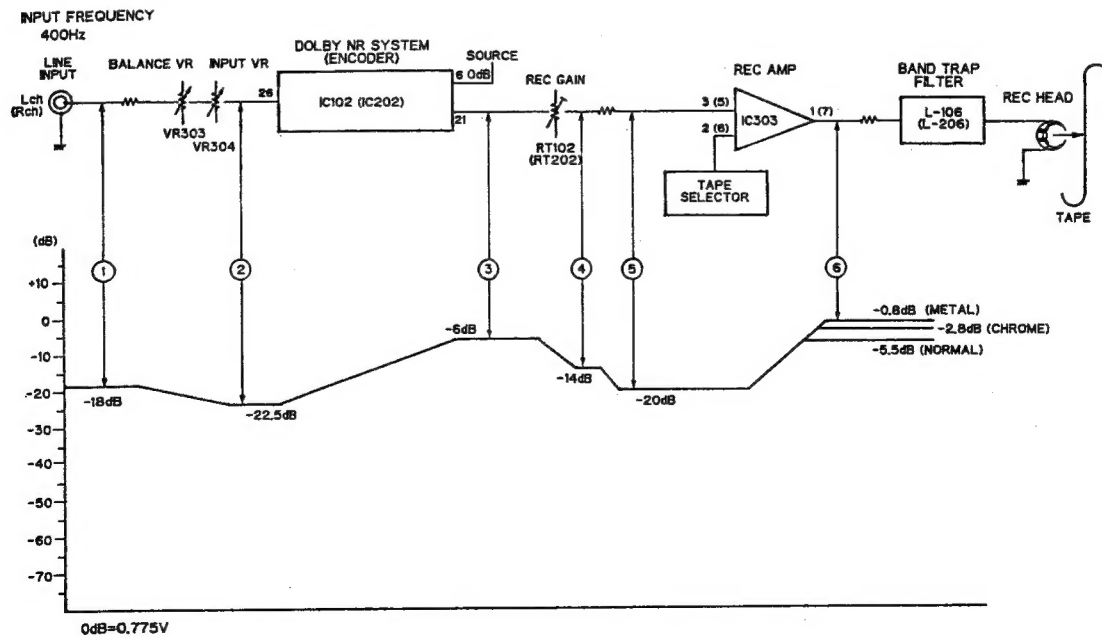 INPUT FREQUENCY
400Hz
LINE
INPUT
Lch
(Rch)
BALANCE VR
INPUT VR
VR303
VR304
26
DOLBY NR SYSTEM
(ENCODER)
IC102 (IC202)
SOURCE
6 0dB
21
REC GAIN
RT102
(RT202)
REC AMP
3 (5)
2 (6)
IC303
1 (7)
TAPE
SELECTOR
BAND TRAP
FILTER
L-106
(L-206)
REC HEAD
TAPE
(dB)
1
2
3
4
5
6
+10
0
-10
-20
-30
-40
-50
-60
-70
-18dB
-22.5dB
-6dB
-14dB
-20dB
-0.8dB (METAL)
-2.8dB (CHROME)
-5.5dB (NORMAL)
0dB=0.775V